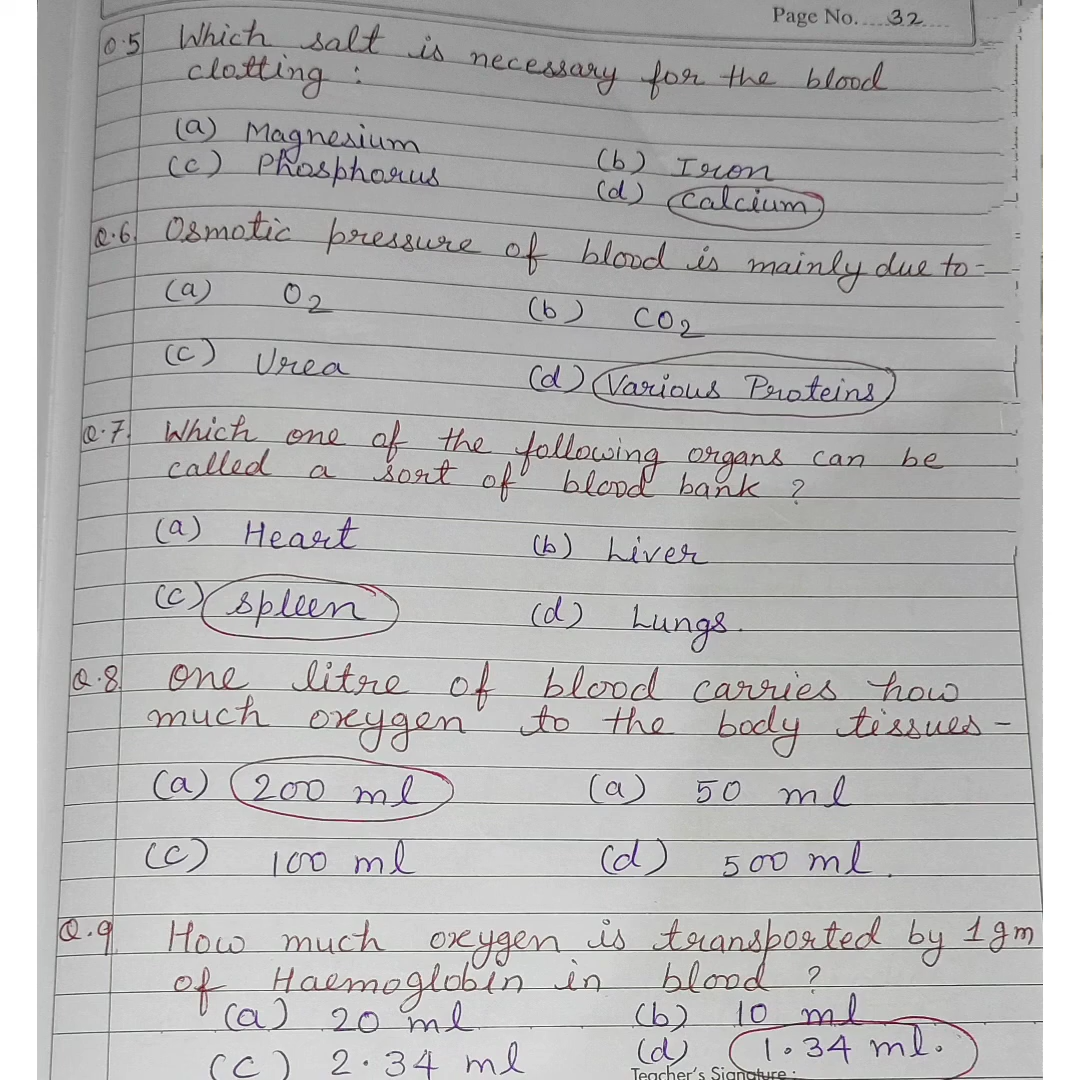 Page No. 32
Q.5 Which salt is necessary for the blood
clotting :
(a) Magnesium (b) Iron
(c) Phosphorus (d) Calcium
Q.6 Osmotic pressure of blood is mainly due to -
(a) O2 (b) CO2
(c) Urea (d) Various Proteins
Q.7 Which one of the following organs can be
called a sort of blood bank ?
(a) Heart (b) Liver
(c) Spleen (d) Lungs.
Q.8 One litre of blood carries how
much oxygen to the body tissues -
(a) 200 ml (a) 50 ml
(c) 100 ml (d) 500 ml.
Q.9 How much oxygen is transported by 1 gm
of Haemoglobin in blood ?
(a) 20 ml (b) 10 ml
(c) 2.34 ml (d) 1.34 ml.
Teacher's Signature :